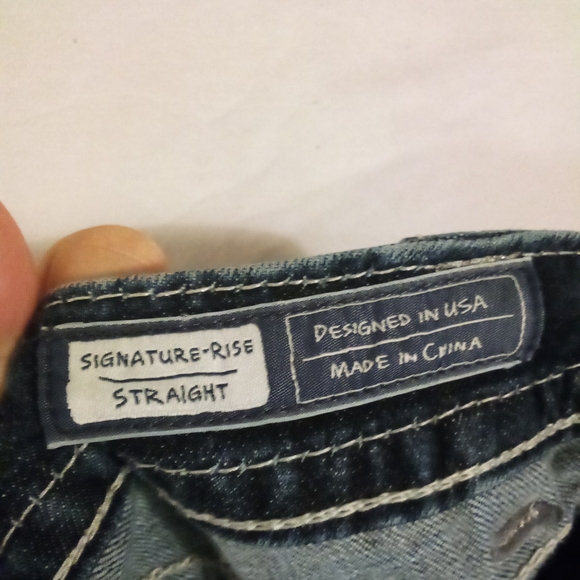 SIGNATURE-RISE
STRAIGHT
DESIGNED IN USA
MADE IN CHINA